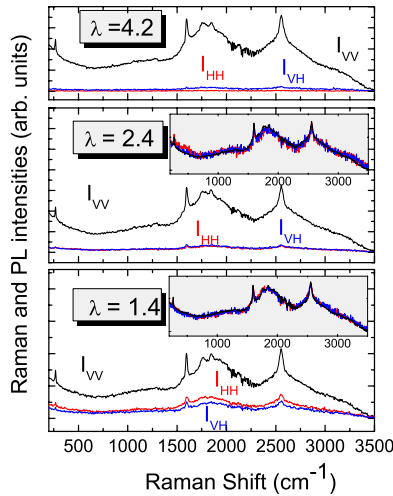 λ = 4.2
I_VV
I_HH
I_VH
λ = 2.4
1000 2000 3000
I_VV
I_HH
I_VH
λ = 1.4
1000 2000 3000
I_VV
I_HH
I_VH
500 1000 1500 2000 2500 3000 3500
Raman Shift (cm⁻¹)
Raman and PL intensities (arb. units)